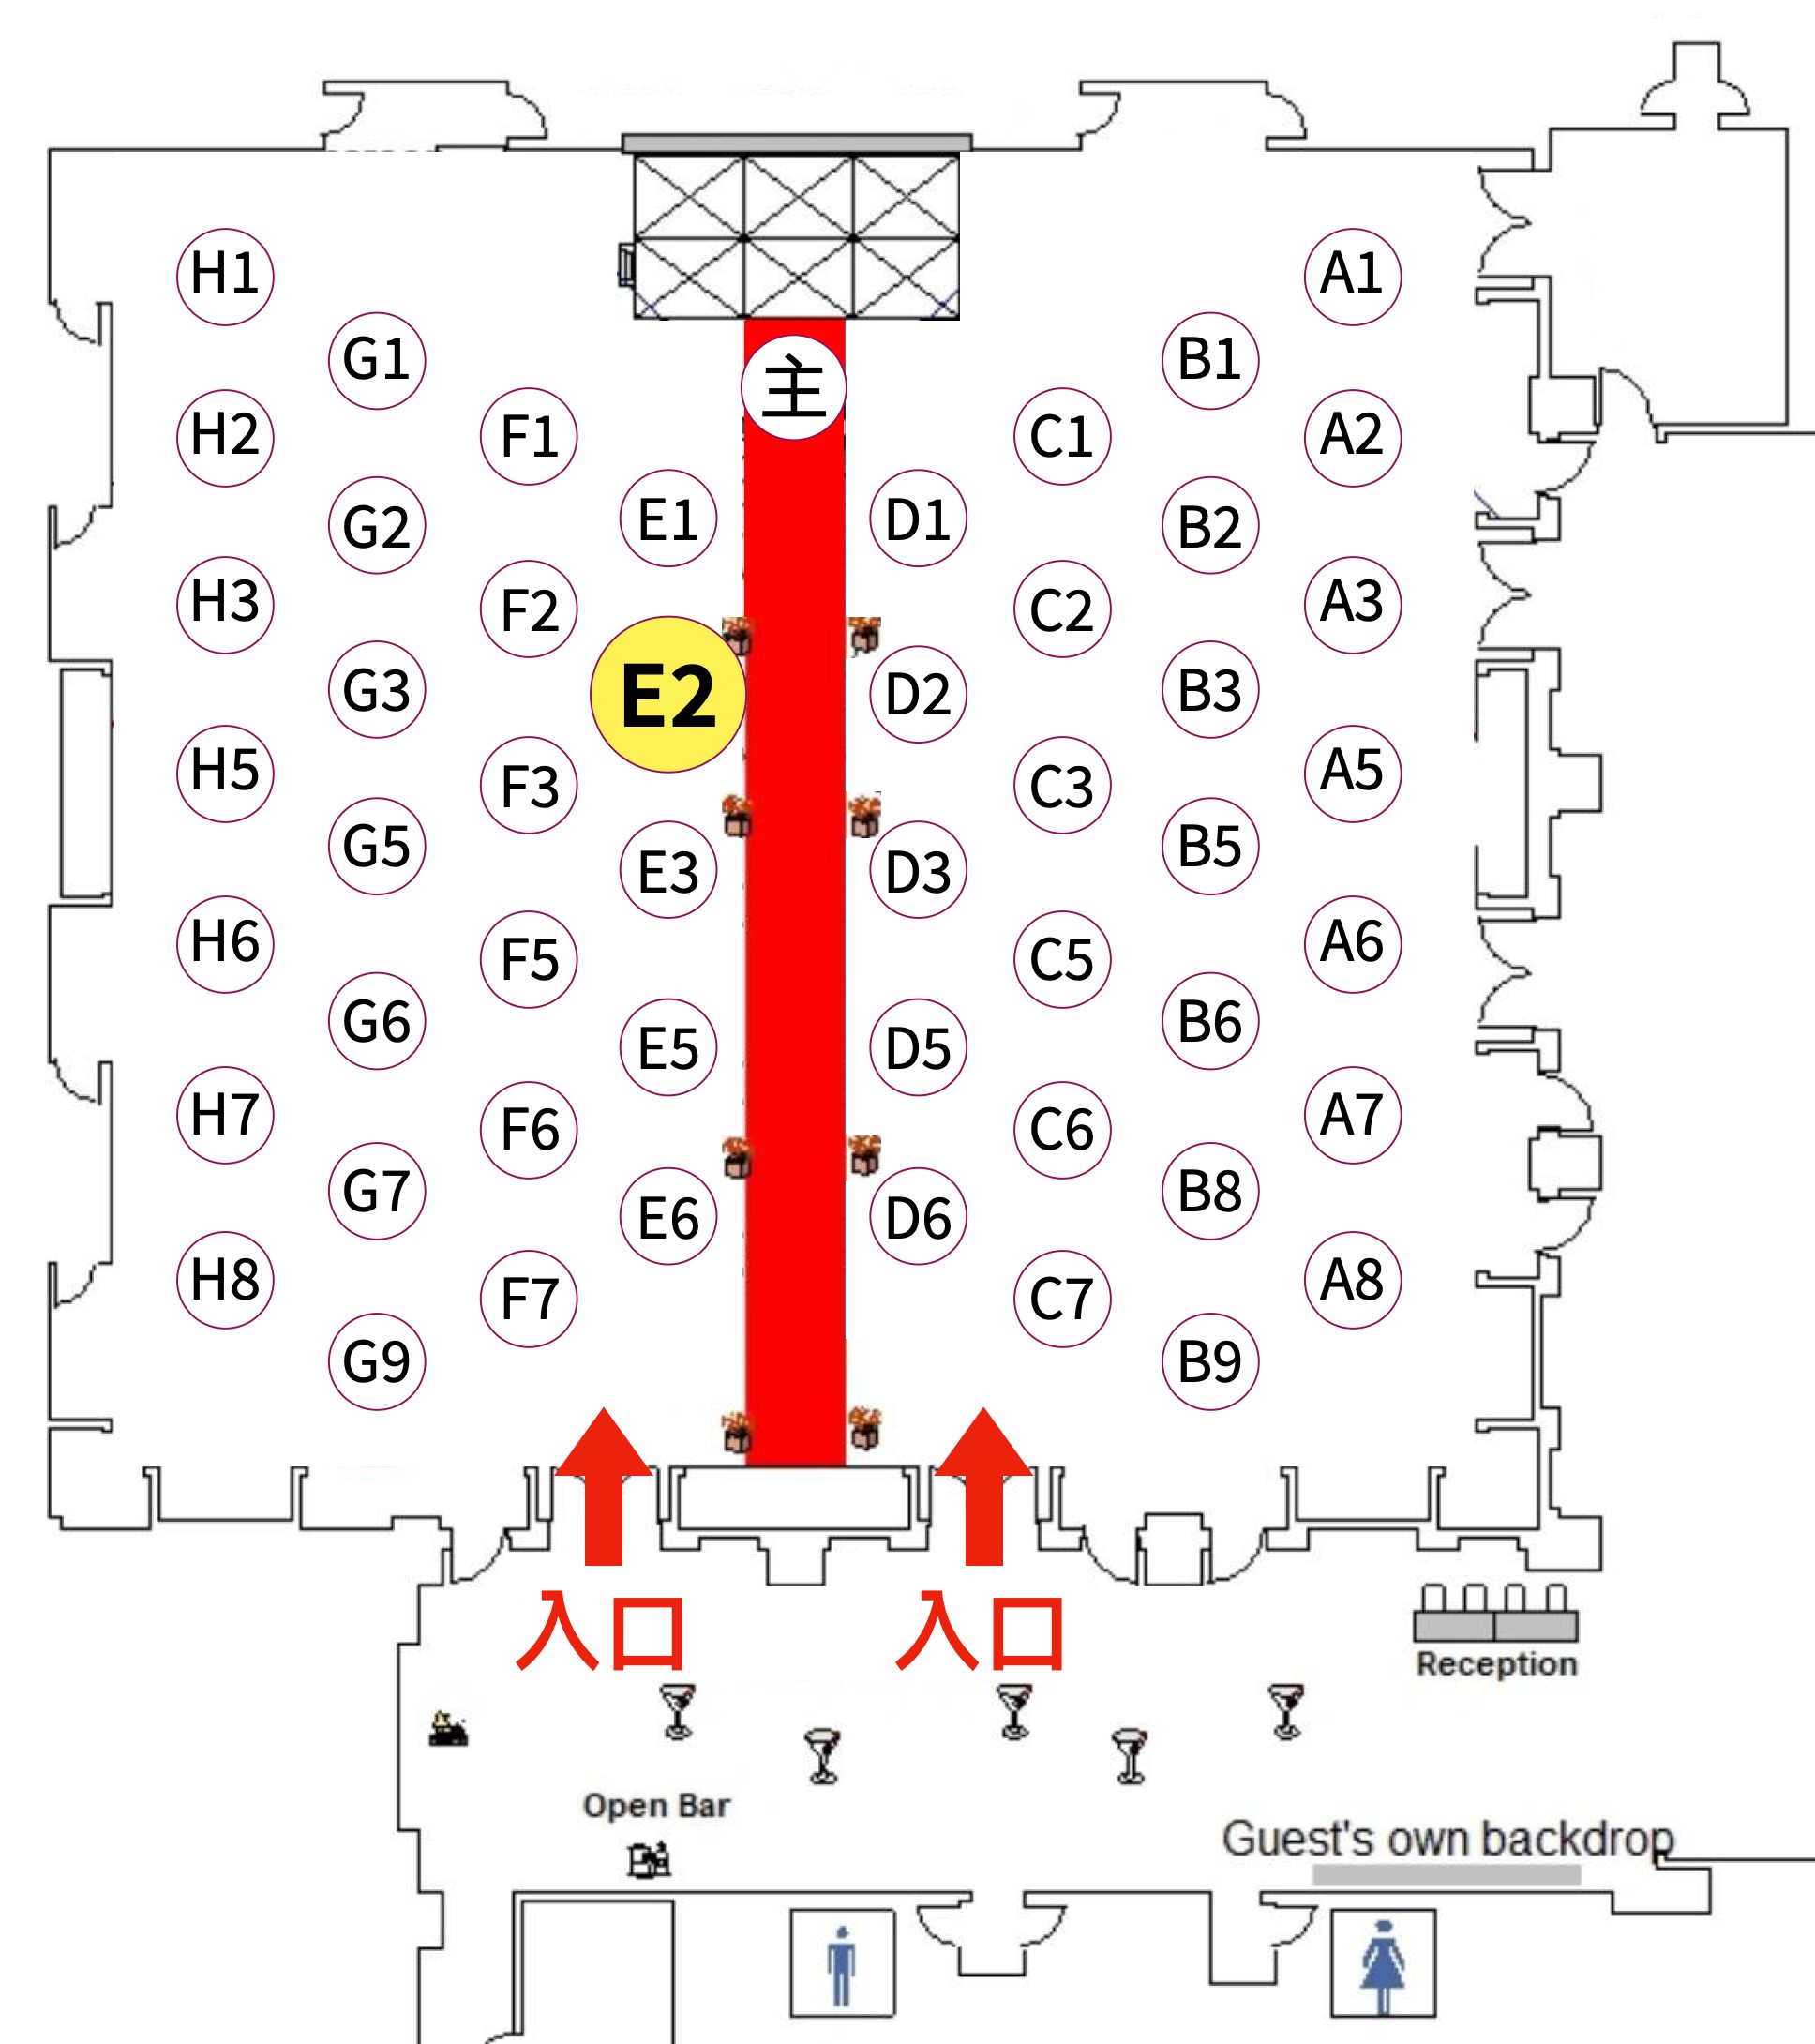 H1
A1
G1
B1
主
H2
F1
C1
A2
G2
E1
D1
B2
H3
F2
C2
A3
G3
E2
D2
B3
H5
F3
C3
A5
G5
E3
D3
B5
H6
F5
C5
A6
G6
E5
D5
B6
H7
F6
C6
A7
G7
E6
D6
B8
H8
F7
C7
A8
G9
B9
入口
入口
Reception
Open Bar
Guest's own backdrop